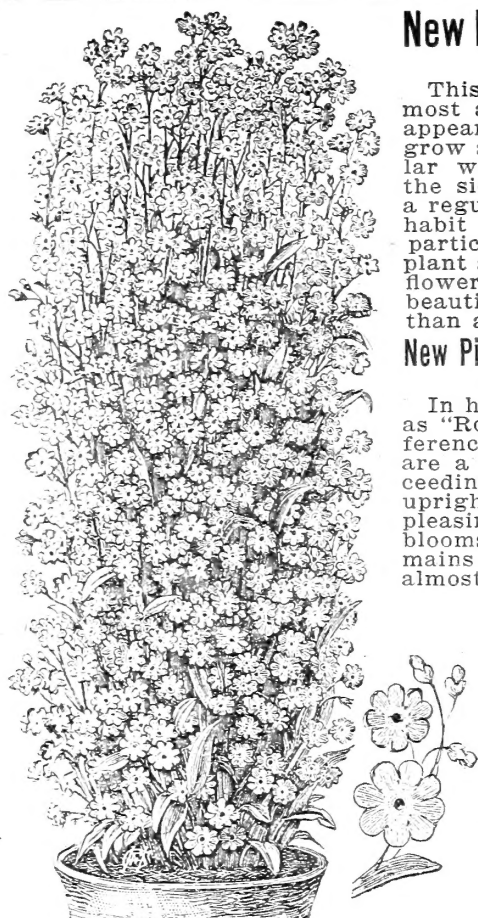 New
This
most a
appear
grow s
lar w
the si
a regu
habit
partic
plant
flower
beauti
than a
New Pi
In h
as "Ro
ferenc
are a
ceedin
uprigh
pleasin
blooms
mains
almost